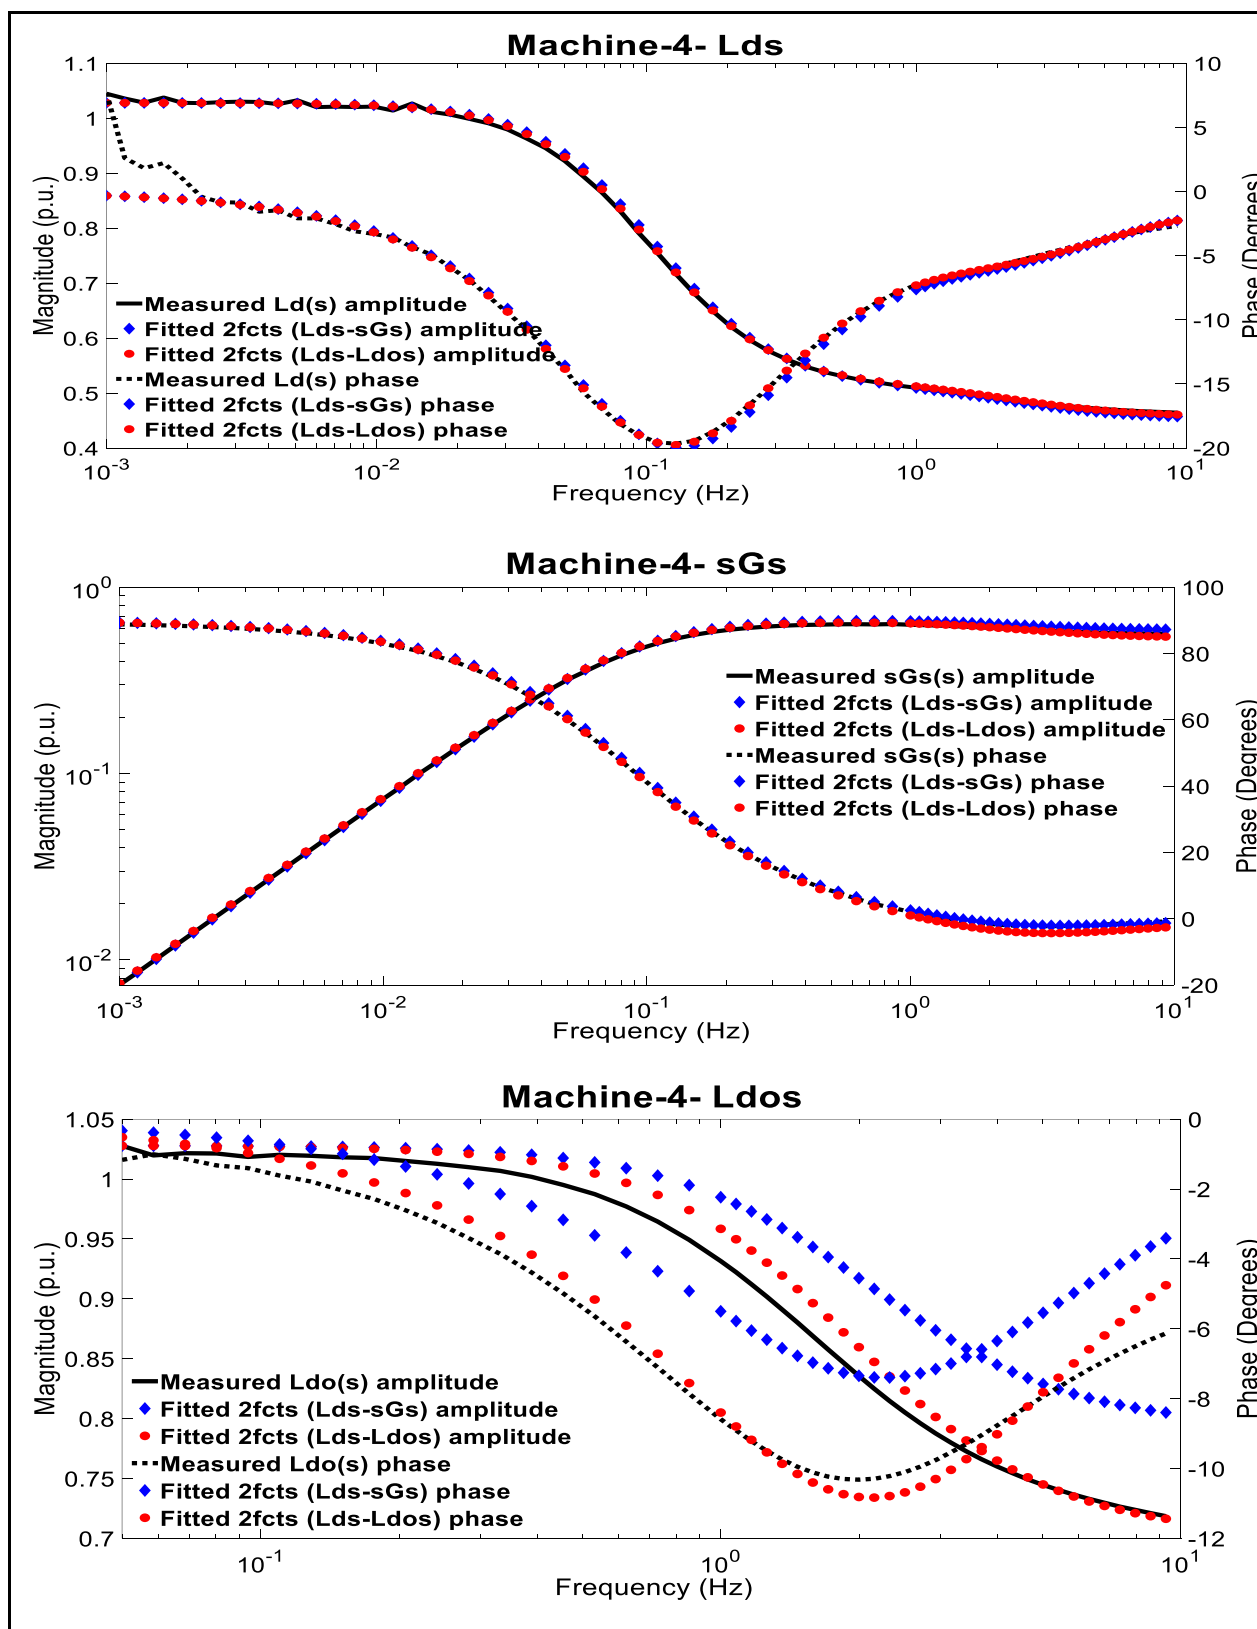 Machine-4- Lds
1.1
1
0.9
0.8
0.7
0.6
0.5
0.4
Magnitude (p.u.)
10
5
0
-5
-10
-15
-20
Phase (Degrees)
Measured Ld(s) amplitude
Fitted 2fcts (Lds-sGs) amplitude
Fitted 2fcts (Lds-Ldos) amplitude
Measured Ld(s) phase
Fitted 2fcts (Lds-sGs) phase
Fitted 2fcts (Lds-Ldos) phase
10^-3 10^-2 10^-1 10^0 10^1
Frequency (Hz)
Machine-4- sGs
10^0
10^-1
10^-2
Magnitude (p.u.)
100
80
60
40
20
0
-20
Phase (Degrees)
Measured sGs(s) amplitude
Fitted 2fcts (Lds-sGs) amplitude
Fitted 2fcts (Lds-Ldos) amplitude
Measured sGs(s) phase
Fitted 2fcts (Lds-sGs) phase
Fitted 2fcts (Lds-Ldos) phase
10^-3 10^-2 10^-1 10^0 10^1
Frequency (Hz)
Machine-4- Ldos
1.05
1
0.95
0.9
0.85
0.8
0.75
0.7
Magnitude (p.u.)
0
-2
-4
-6
-8
-10
-12
Phase (Degrees)
Measured Ldo(s) amplitude
Fitted 2fcts (Lds-sGs) amplitude
Fitted 2fcts (Lds-Ldos) amplitude
Measured Ldo(s) phase
Fitted 2fcts (Lds-sGs) phase
Fitted 2fcts (Lds-Ldos) phase
10^-1 10^0 10^1
Frequency (Hz)